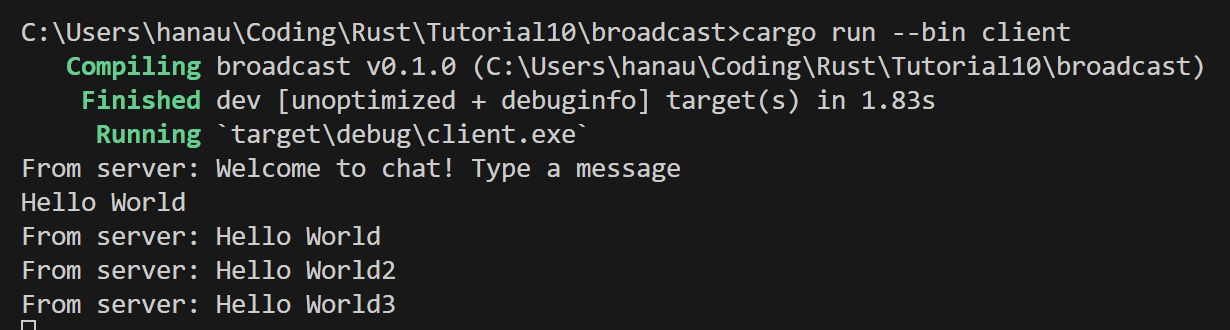 C:\Users\hanau\Coding\Rust\Tutorial10\broadcast>cargo run --bin client
Compiling broadcast v0.1.0 (C:\Users\hanau\Coding\Rust\Tutorial10\broadcast)
Finished dev [unoptimized + debuginfo] target(s) in 1.83s
Running `target\debug\client.exe`
From server: Welcome to chat! Type a message
Hello World
From server: Hello World
From server: Hello World2
From server: Hello World3